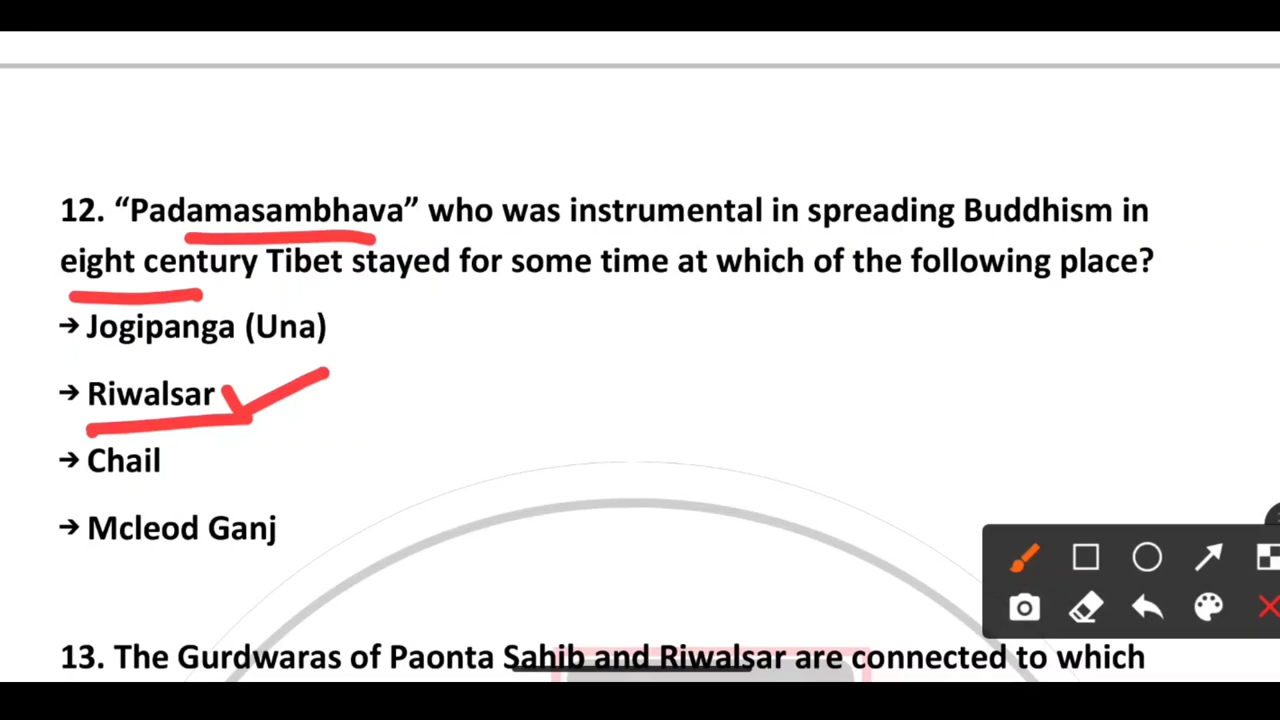 12. “Padamasambhava” who was instrumental in spreading Buddhism in
eight century Tibet stayed for some time at which of the following place?
→ Jogipanga (Una)
→ Riwalsar
→ Chail
→ Mcleod Ganj
13. The Gurdwaras of Paonta Sahib and Riwalsar are connected to which